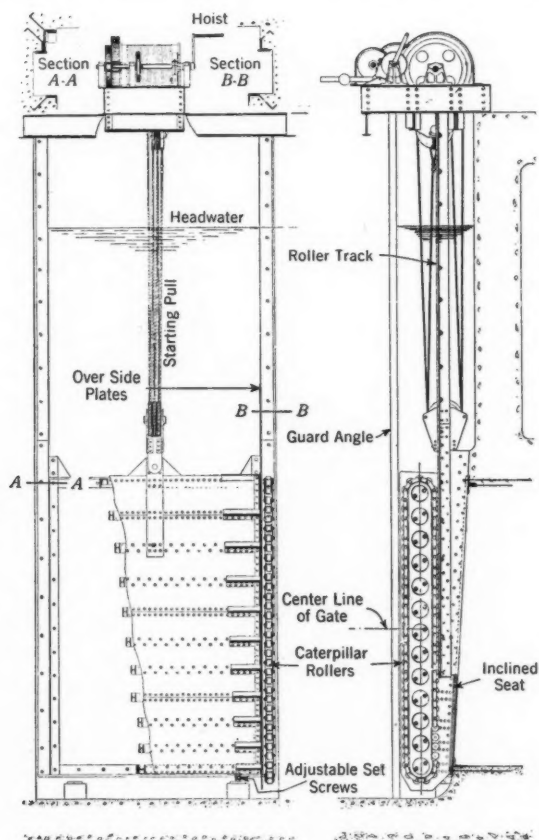 Hoist
Section
A-A
Section
B-B
Headwater
Roller Track
Starting Pull
Over Side
Plates
B B
Guard Angle
A A
Center Line
of Gate
Caterpillar
Rollers
Inclined
Seat
Adjustable Set
Screws